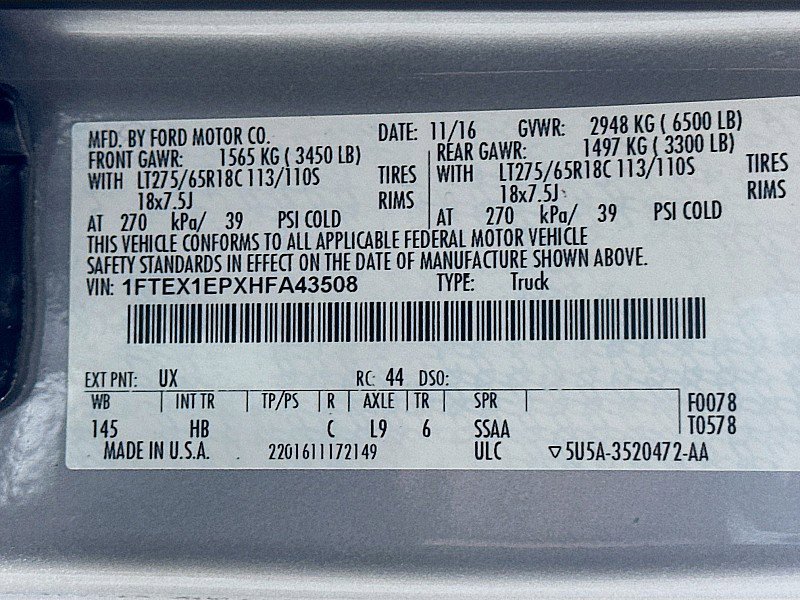 MFD. BY FORD MOTOR CO. DATE: 11/16 GVWR: 2948 KG ( 6500 LB)
FRONT GAWR: 1565 KG ( 3450 LB) REAR GAWR: 1497 KG ( 3300 LB)
WITH LT275/65R18C 113/110S TIRES WITH LT275/65R18C 113/110S TIRES
18x7.5J RIMS 18x7.5J RIMS
AT 270 kPa/ 39 PSI COLD AT 270 kPa/ 39 PSI COLD
THIS VEHICLE CONFORMS TO ALL APPLICABLE FEDERAL MOTOR VEHICLE
SAFETY STANDARDS IN EFFECT ON THE DATE OF MANUFACTURE SHOWN ABOVE.
VIN: 1FTEX1EPXHFA43508 TYPE: Truck
EXT PNT: UX RC: 44 DSO:
WB INT TR TP/PS R AXLE TR SPR F0078
145 HB C L9 6 SSAA T0578
MADE IN U.S.A. 2201611172149 ULC ▽5U5A-3520472-AA